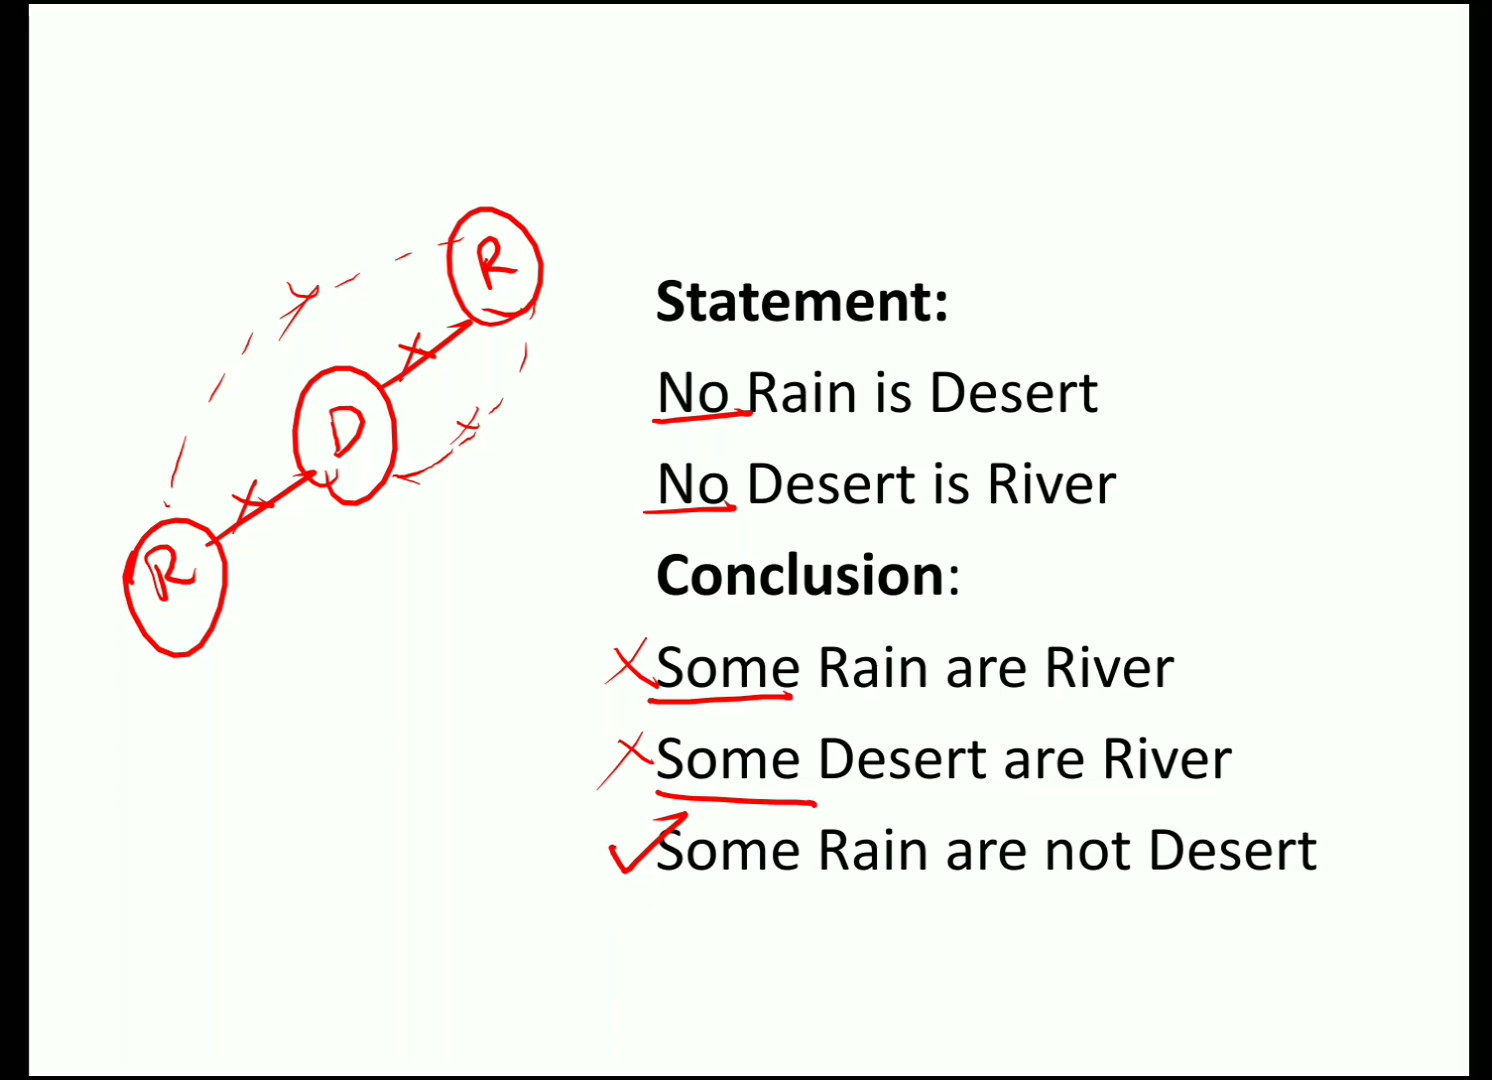 R
D
R
Statement:
No Rain is Desert
No Desert is River
Conclusion:
Some Rain are River
Some Desert are River
Some Rain are not Desert